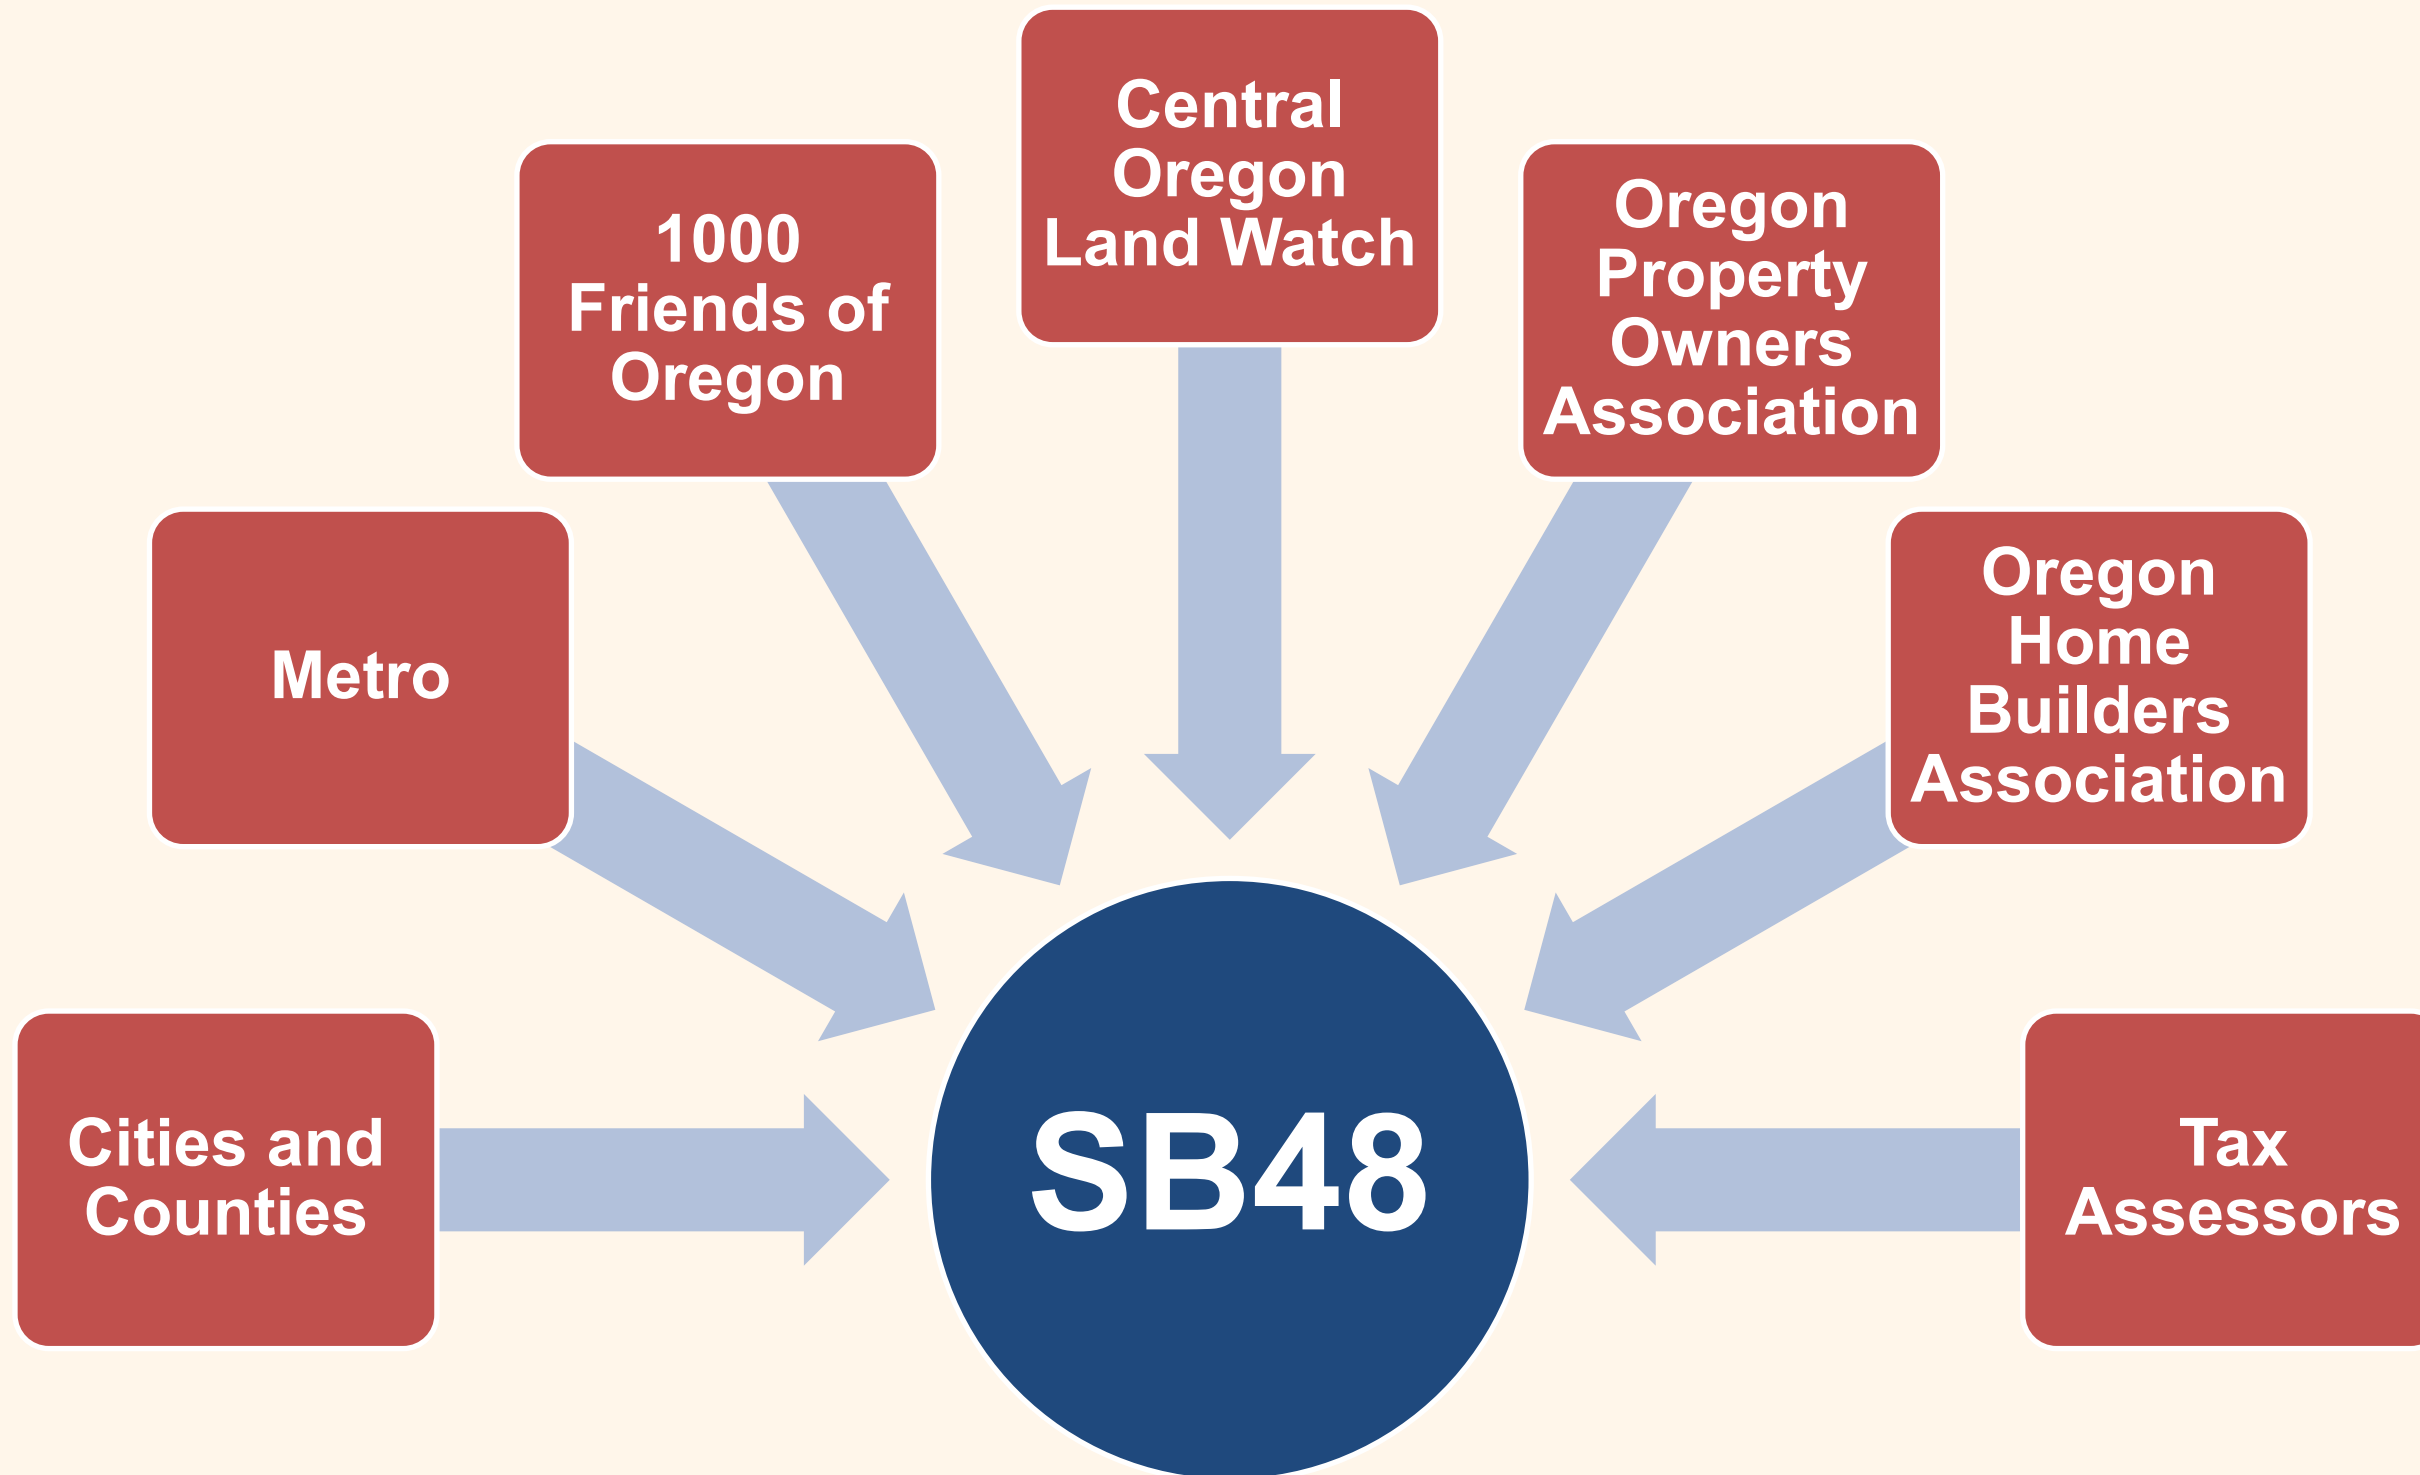 Central
Oregon
Land Watch
1000
Friends of
Oregon
Oregon
Property
Owners
Association
Metro
Oregon
Home
Builders
Association
Cities and
Counties
SB48
Tax
Assessors